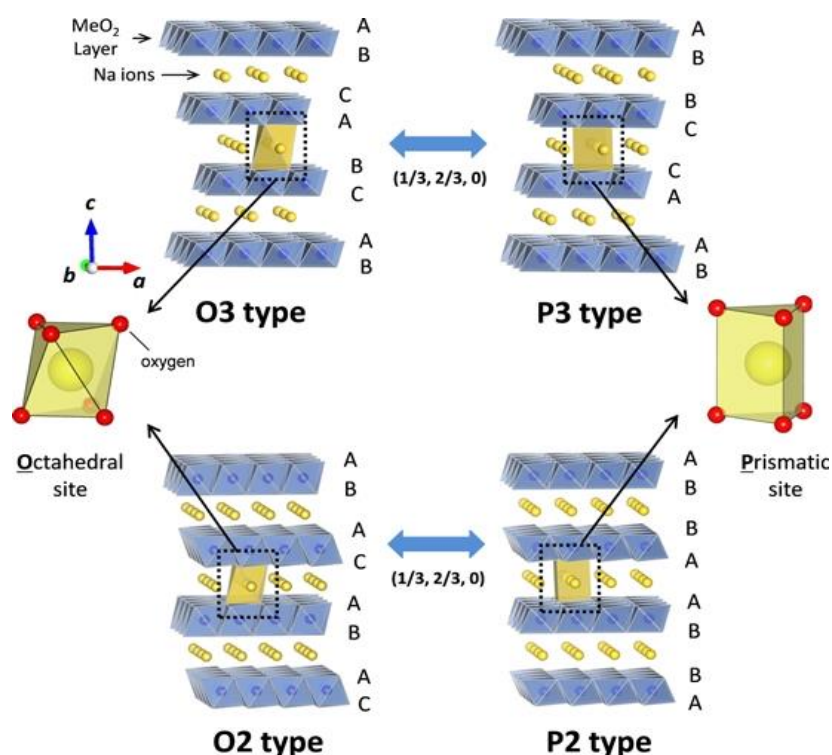 MeO2
Layer
Na ions
A
B
C
A
B
C
A
B
O3 type
(1/3, 2/3, 0)
A
B
B
C
C
A
A
B
P3 type
c
b
a
oxygen
Octahedral
site
Prismatic
site
A
B
A
C
A
B
A
C
O2 type
(1/3, 2/3, 0)
A
B
B
A
A
B
B
A
P2 type